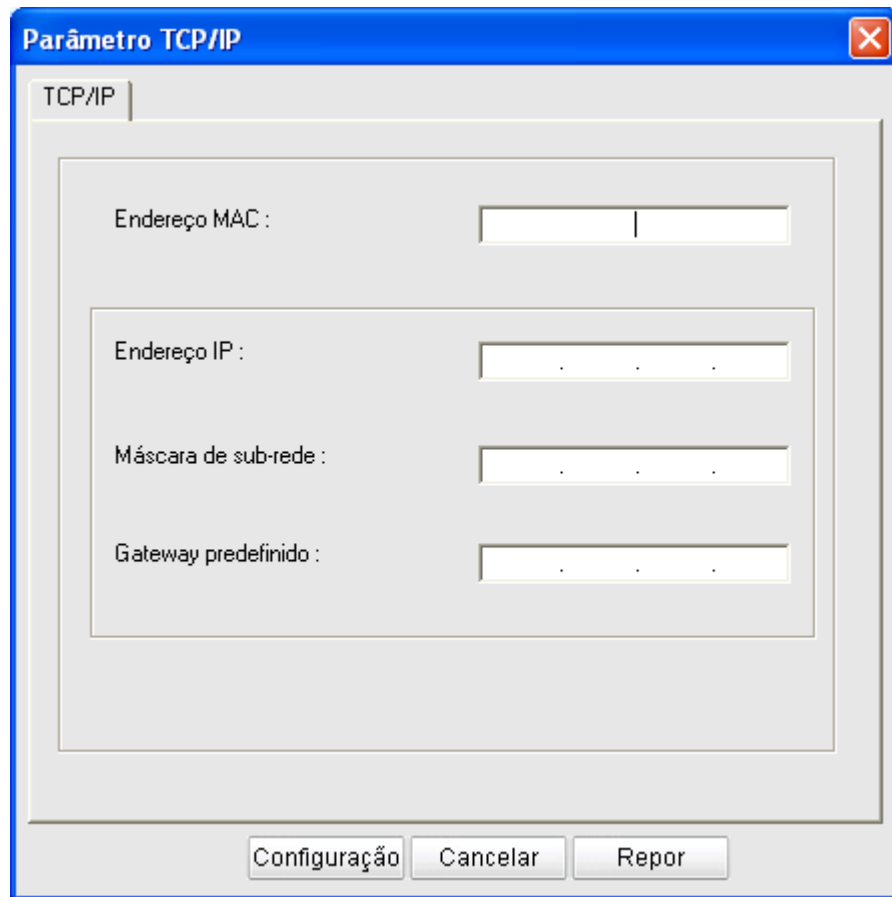 Parâmetro TCP/IP
TCP/IP
Endereço MAC :
Endereço IP :
. . .
Máscara de sub-rede :
. . .
Gateway predefinido :
. . .
Configuração Cancelar Repor